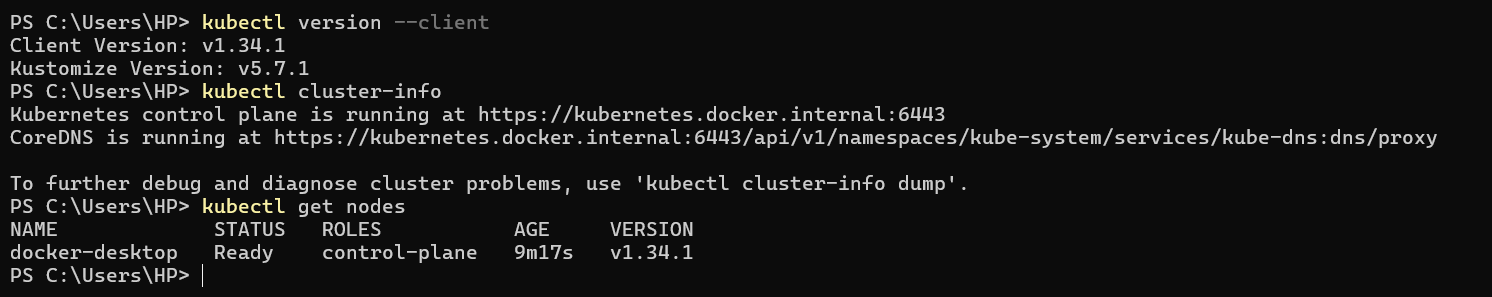 PS C:\Users\HP> kubectl version --client
Client Version: v1.34.1
Kustomize Version: v5.7.1
PS C:\Users\HP> kubectl cluster-info
Kubernetes control plane is running at https://kubernetes.docker.internal:6443
CoreDNS is running at https://kubernetes.docker.internal:6443/api/v1/namespaces/kube-system/services/kube-dns:dns/proxy

To further debug and diagnose cluster problems, use 'kubectl cluster-info dump'.
PS C:\Users\HP> kubectl get nodes
NAME             STATUS   ROLES           AGE     VERSION
docker-desktop   Ready    control-plane   9m17s   v1.34.1
PS C:\Users\HP>